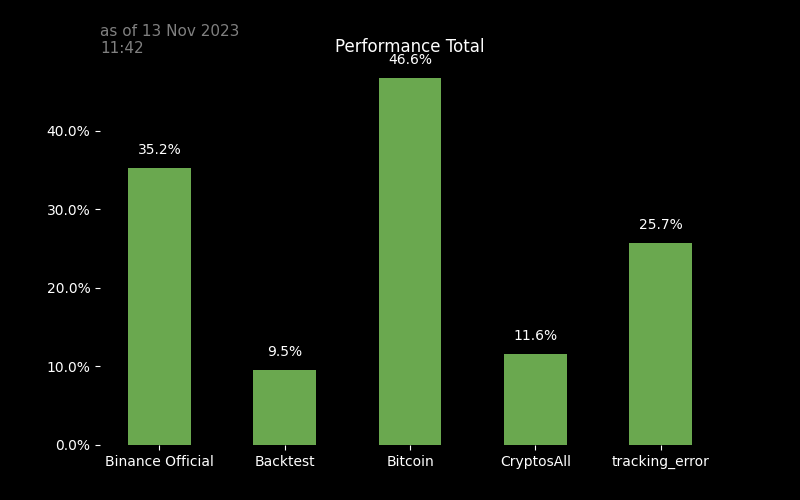 as of 13 Nov 2023
11:42
Performance Total
46.6%
40.0%
35.2%
30.0%
25.7%
20.0%
11.6%
10.0%
9.5%
0.0%
Binance Official
Backtest
Bitcoin
CryptosAll
tracking_error